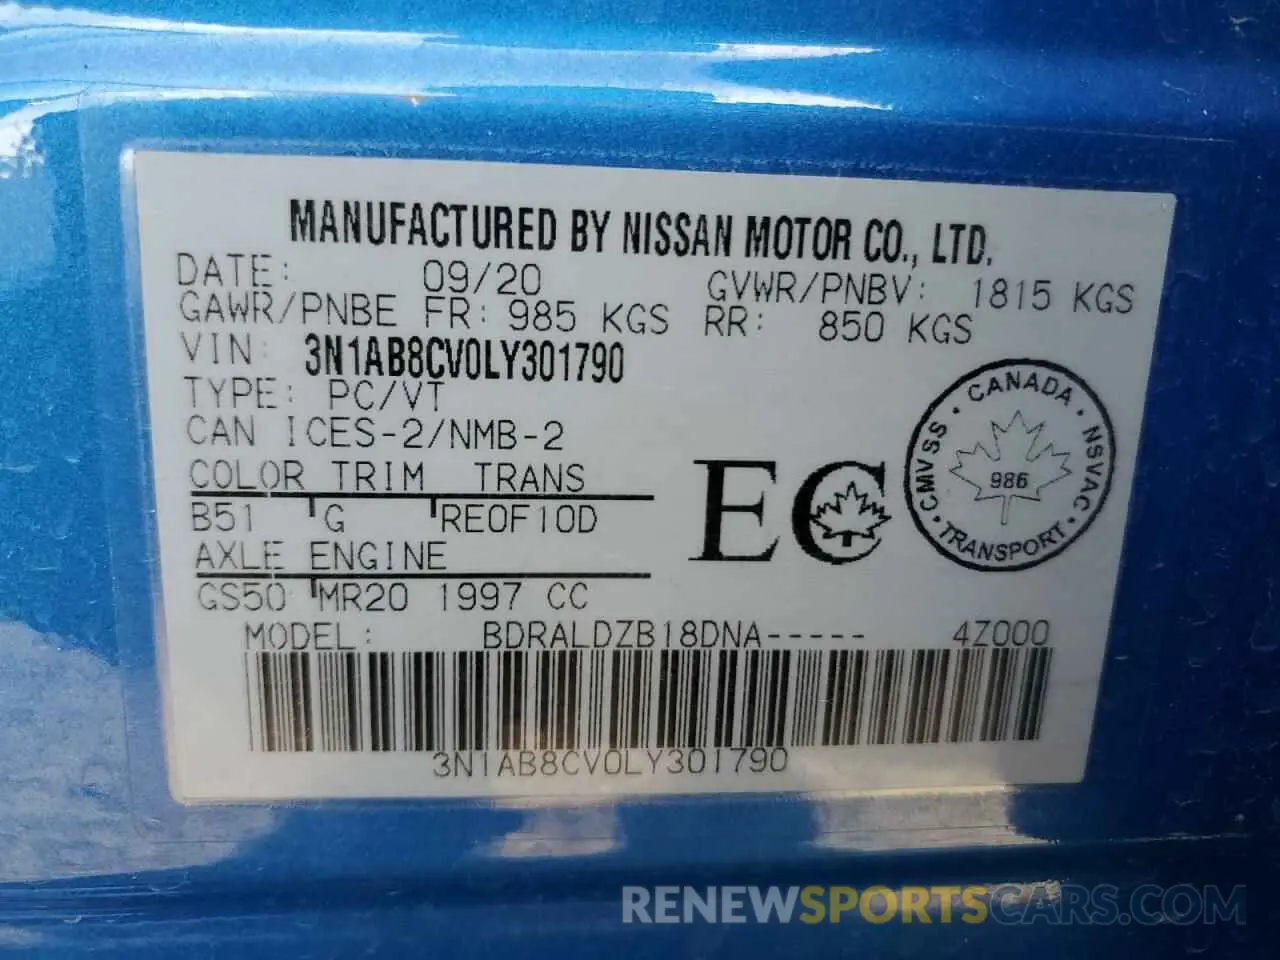 MANUFACTURED BY NISSAN MOTOR CO., LTD.
DATE: 09/20 GVWR/PNBV: 1815 KGS
GAWR/PNBE FR: 985 KGS RR: 850 KGS
VIN: 3N1AB8CV0LY301790
TYPE: PC/VT
CAN ICES-2/NMB-2
COLOR TRIM TRANS
B51 G RE0F10D
AXLE ENGINE
GS50 MR20 1997 CC
MODEL: BDRALDZB18DNA----- 4Z000
3N1AB8CV0LY301790
EC
CANADA · NSVAC · TRANSPORT · CMVSS ·
986
RENEWSPORTSCARS.COM